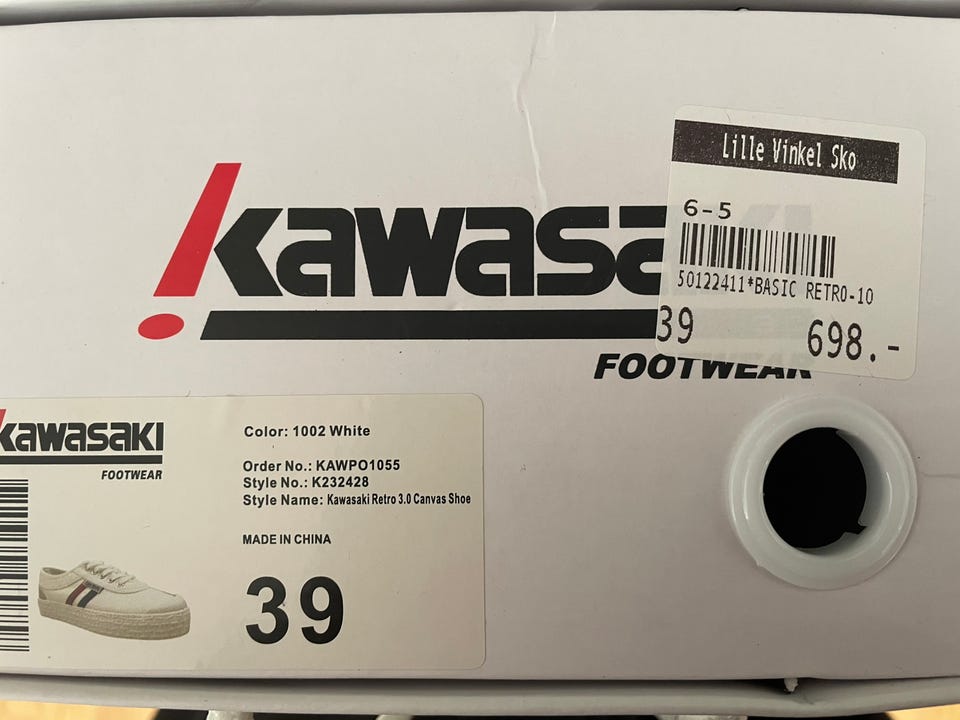 Kawasa
FOOTWEAR
Lille Vinkel Sko
6-5
50122411*BASIC RETRO-10
39 698.-
Kawasaki
FOOTWEAR
Color: 1002 White
Order No.: KAWPO1055
Style No.: K232428
Style Name: Kawasaki Retro 3.0 Canvas Shoe
MADE IN CHINA
39